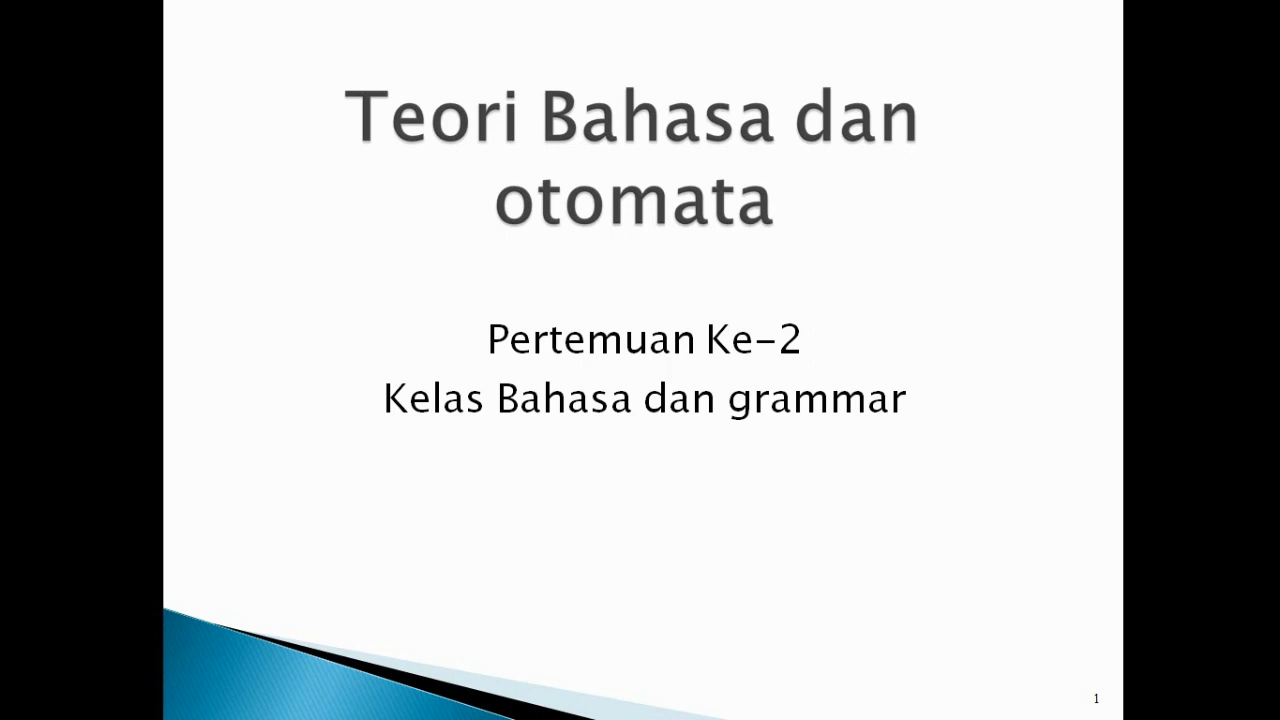 Teori Bahasa dan
otomata
Pertemuan Ke-2
Kelas Bahasa dan grammar
1